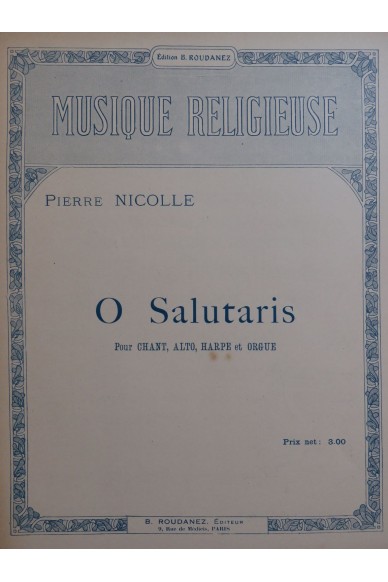 Édition B. ROUDANEZ
MUSIQUE RELIGIEUSE
PIERRE NICOLLE
O Salutaris
Pour CHANT, ALTO, HARPE et ORGUE
Prix net: 3.00
B. ROUDANEZ, ÉDITEUR
9, Rue de Médicis, PARIS